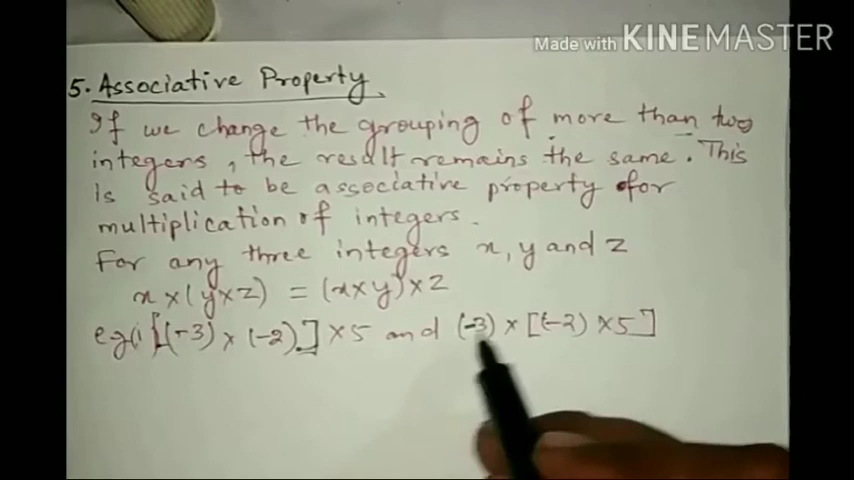 Made with KINEMASTER
5. Associative Property.
If we change the grouping of more than two
integers, the result remains the same. This
is said to be associative property for
multiplication of integers.
For any three integers x, y and z
x × (y × z) = (x × y) × z
eg(i) [(-3) × (-2)] × 5 and (-3) × [(-2) × 5]